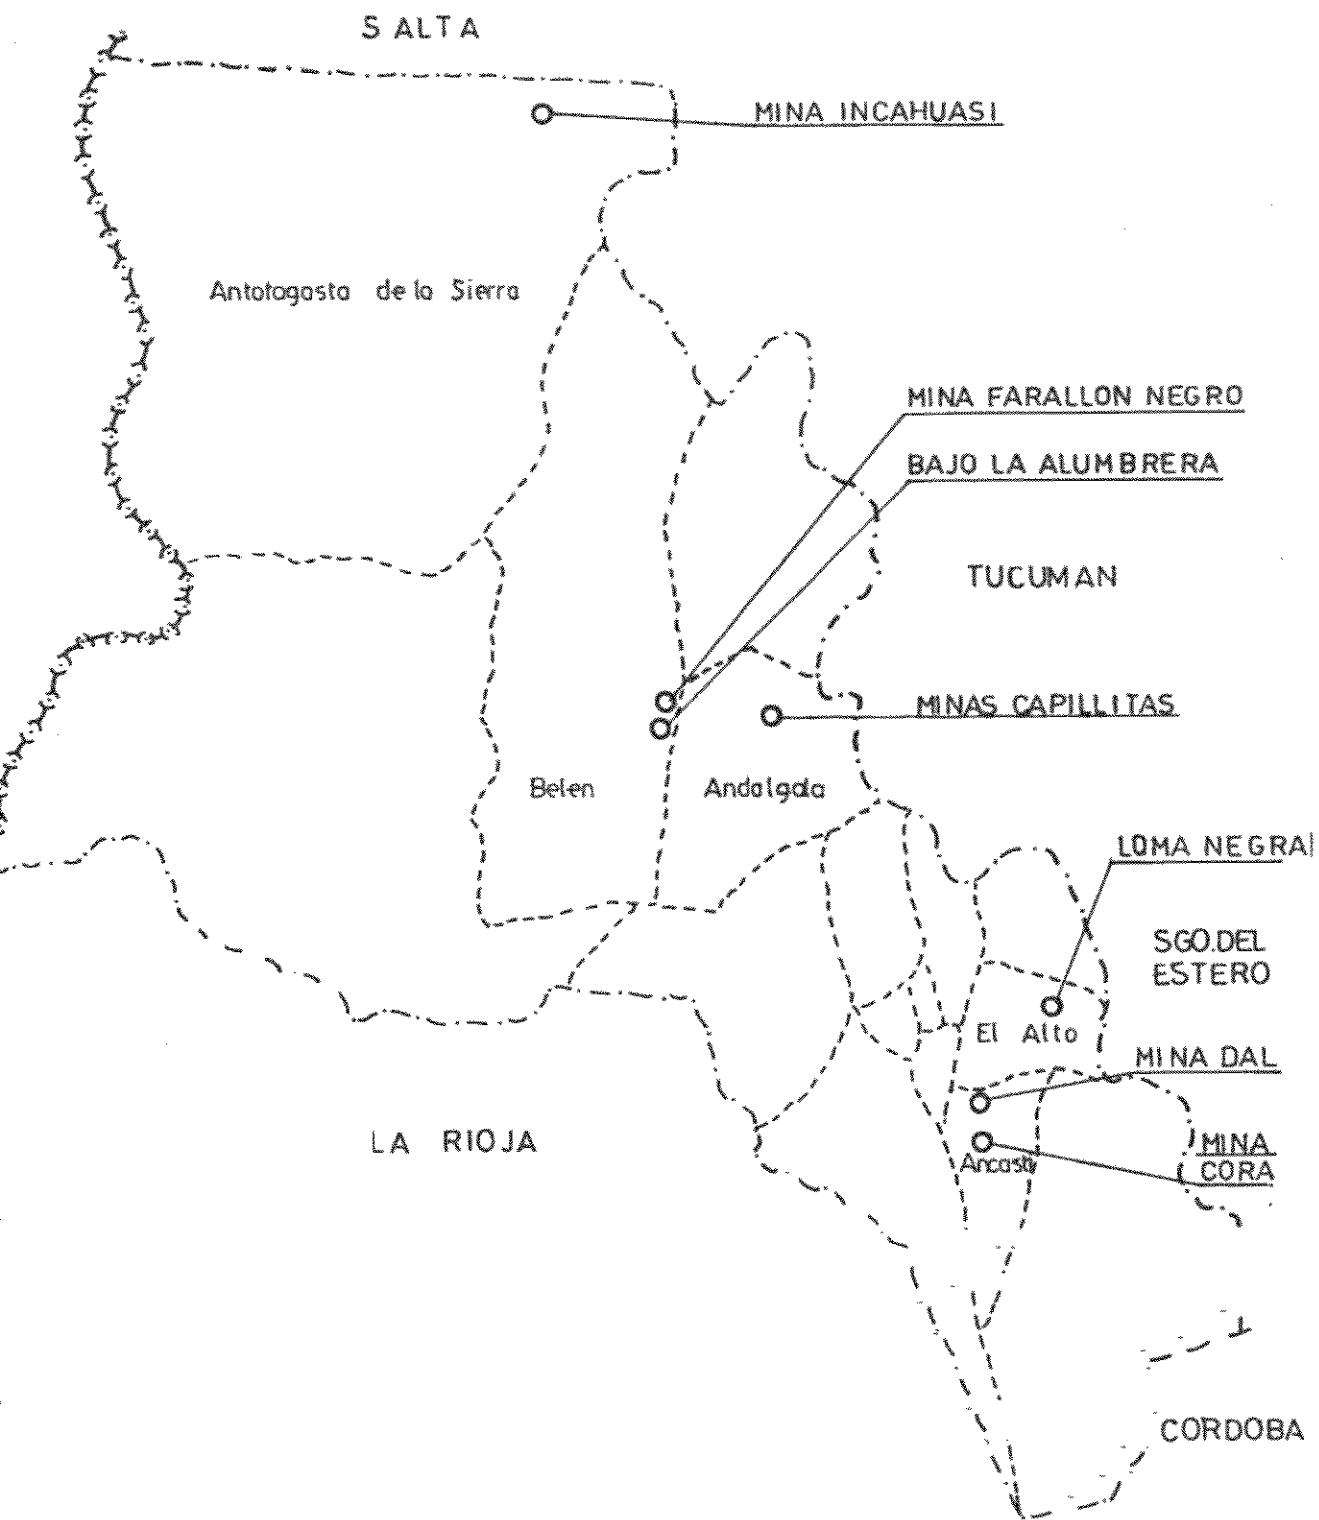 SALTA
MINA INCAHUASI
Antofagasta de la Sierra
MINA FARALLON NEGRO
BAJO LA ALUMBRERA
TUCUMAN
MINAS CAPILLITAS
Belen
Andalgala
LOMA NEGRA
SGO.DEL
ESTERO
El Alto
MINA DAL
LA RIOJA
MINA
CORA
Ancasti
CORDOBA